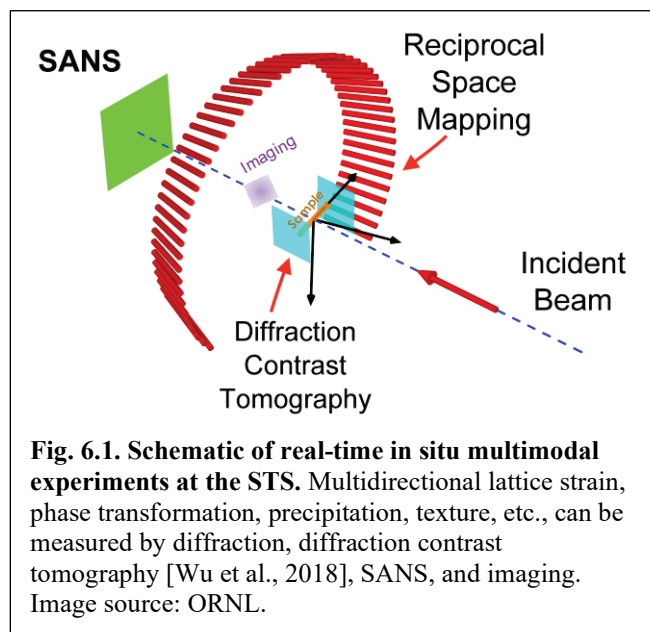 SANS
Reciprocal
Space
Mapping
Imaging
Sample
Incident
Beam
Diffraction
Contrast
Tomography
Fig. 6.1. Schematic of real-time in situ multimodal
experiments at the STS. Multidirectional lattice strain,
phase transformation, precipitation, texture, etc., can be
measured by diffraction, diffraction contrast
tomography [Wu et al., 2018], SANS, and imaging.
Image source: ORNL.